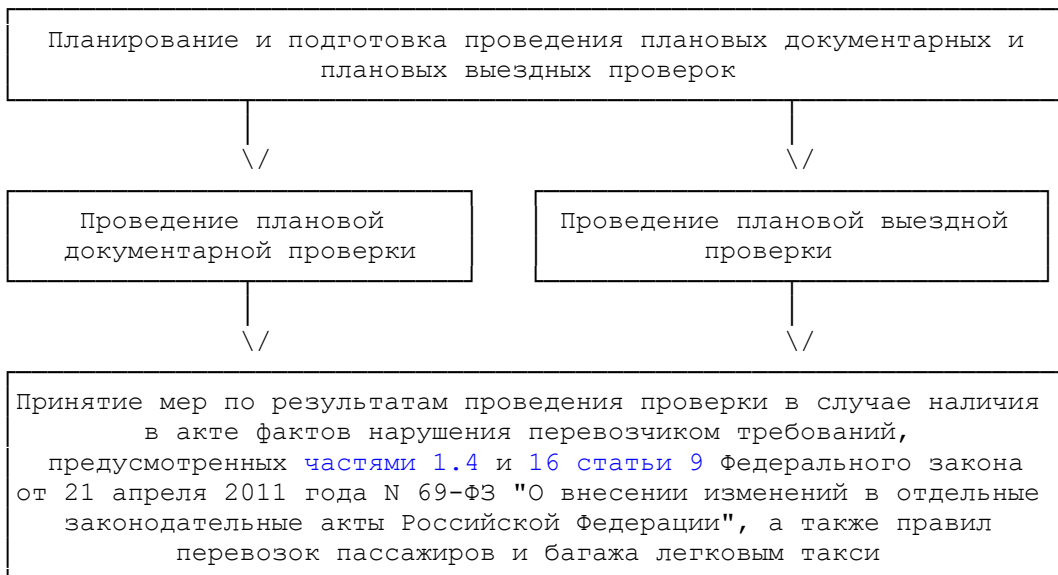 Планирование и подготовка проведения плановых документарных и
плановых выездных проверок
\/ \/
Проведение плановой
документарной проверки
Проведение плановой выездной
проверки
\/ \/
Принятие мер по результатам проведения проверки в случае наличия
в акте фактов нарушения перевозчиком требований,
предусмотренных частями 1.4 и 16 статьи 9 Федерального закона
от 21 апреля 2011 года N 69-ФЗ "О внесении изменений в отдельные
законодательные акты Российской Федерации", а также правил
перевозок пассажиров и багажа легковым такси